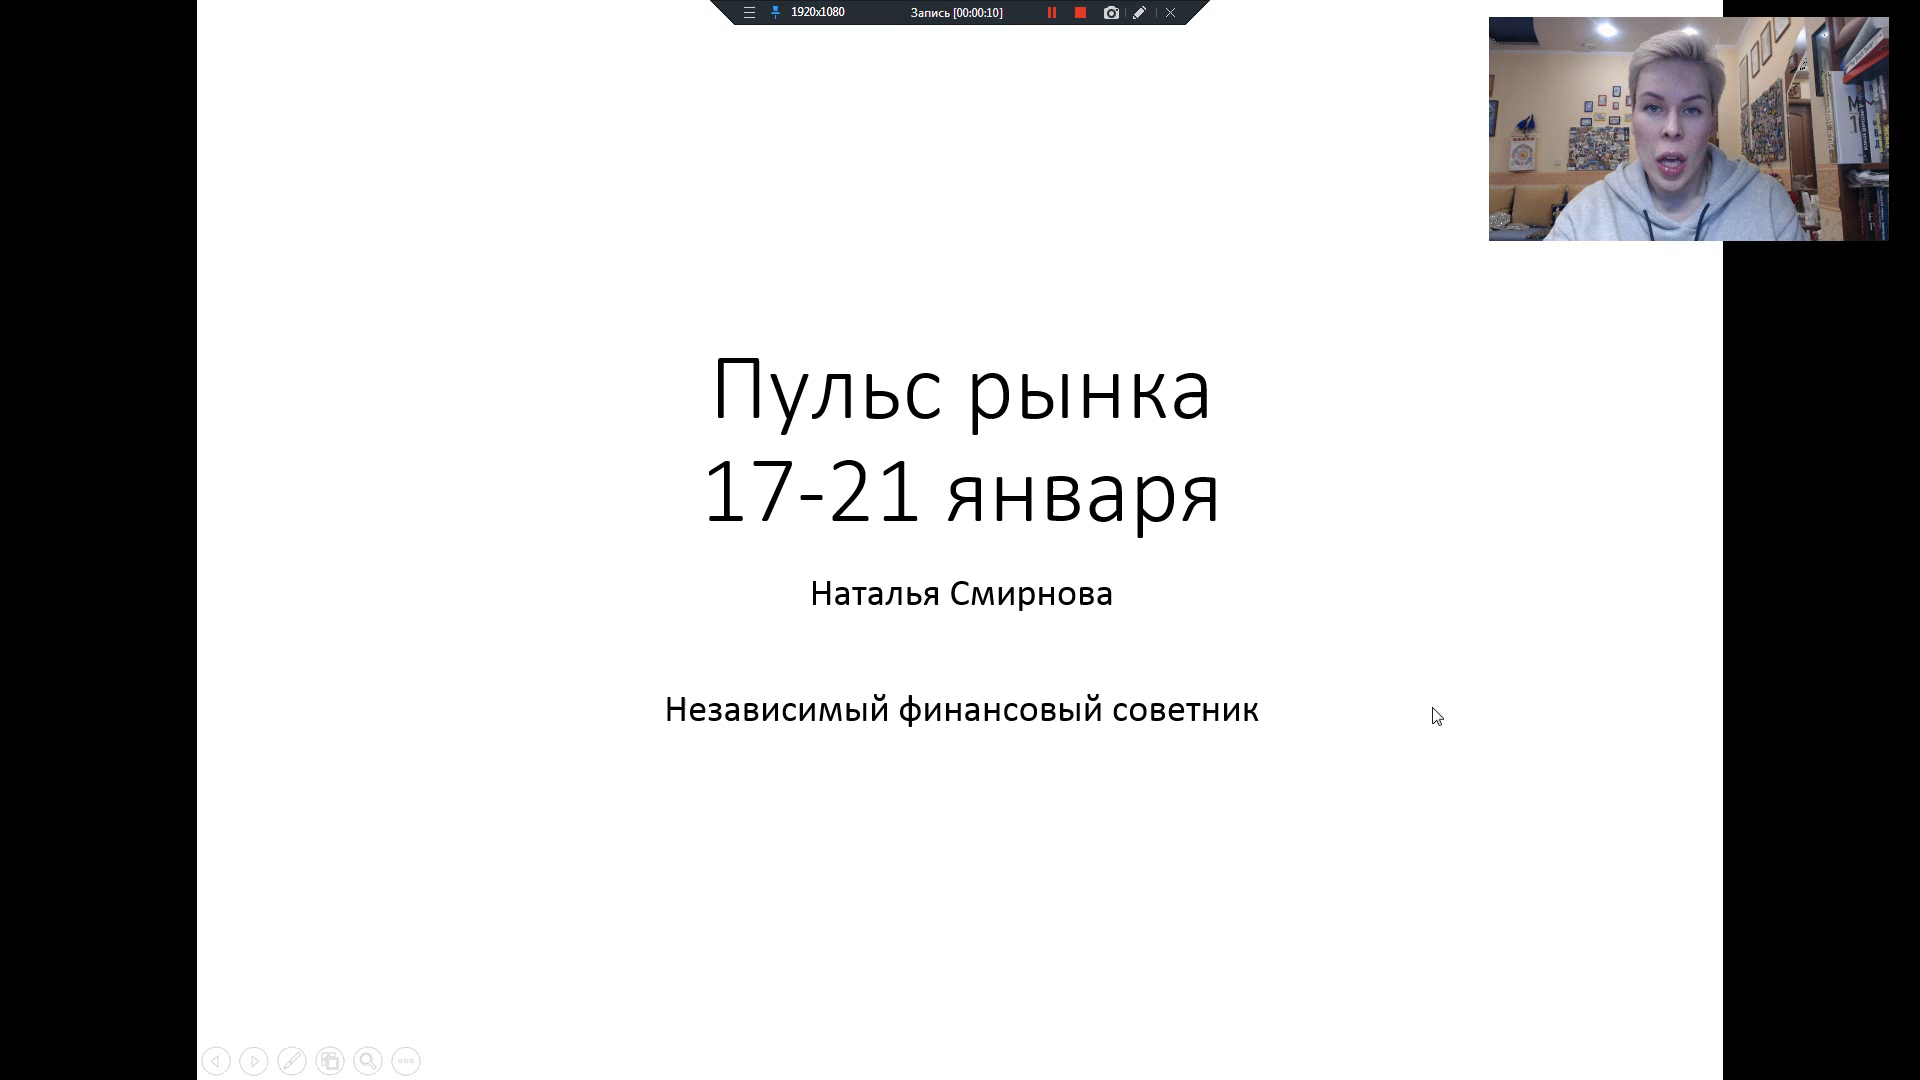 1920x1080
Запись [00:00:10]
Пульс рынка
17-21 января
Наталья Смирнова
Независимый финансовый советник